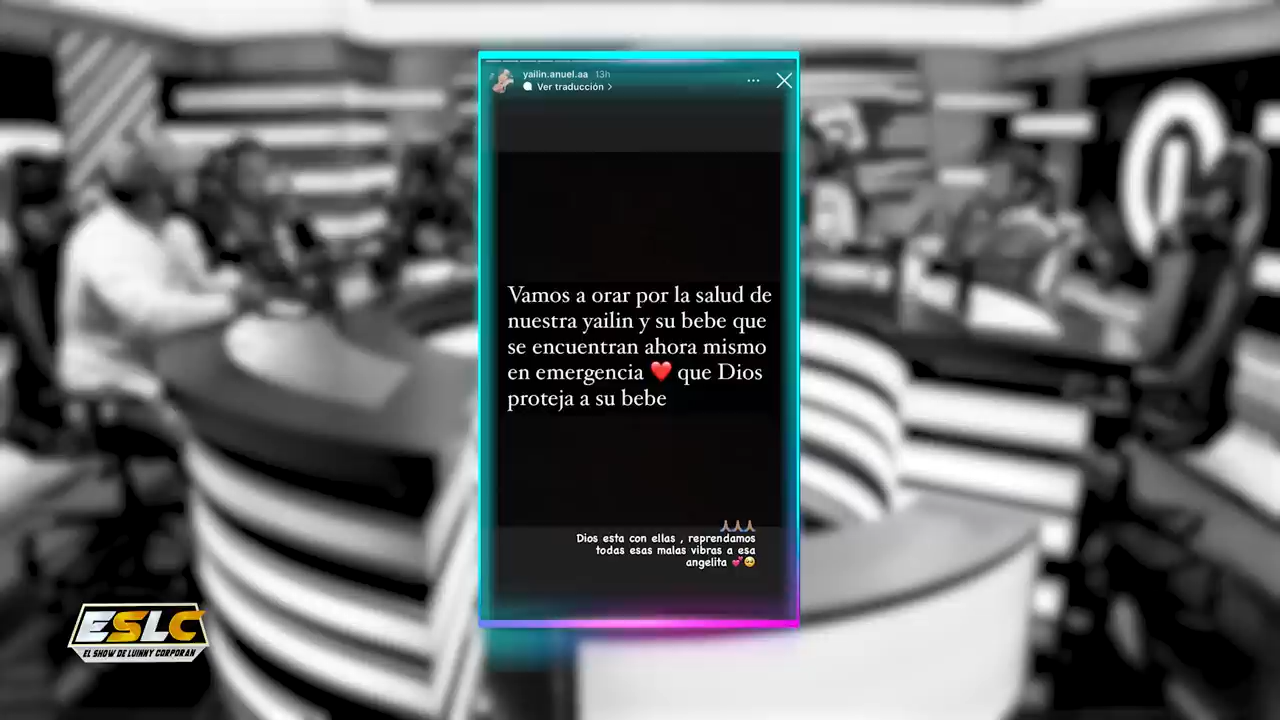 yailin.anuel.aa 13h
Ver traducción >
Vamos a orar por la salud de
nuestra yailin y su bebe que
se encuentran ahora mismo
en emergencia ❤️ que Dios
proteja a su bebe
🙏🏽🙏🏽🙏🏽
Dios esta con ellas , reprendamos
todas esas malas vibras a esa
angelita 💕🥺
ESLC
EL SHOW DE LUINNY CORPORAN